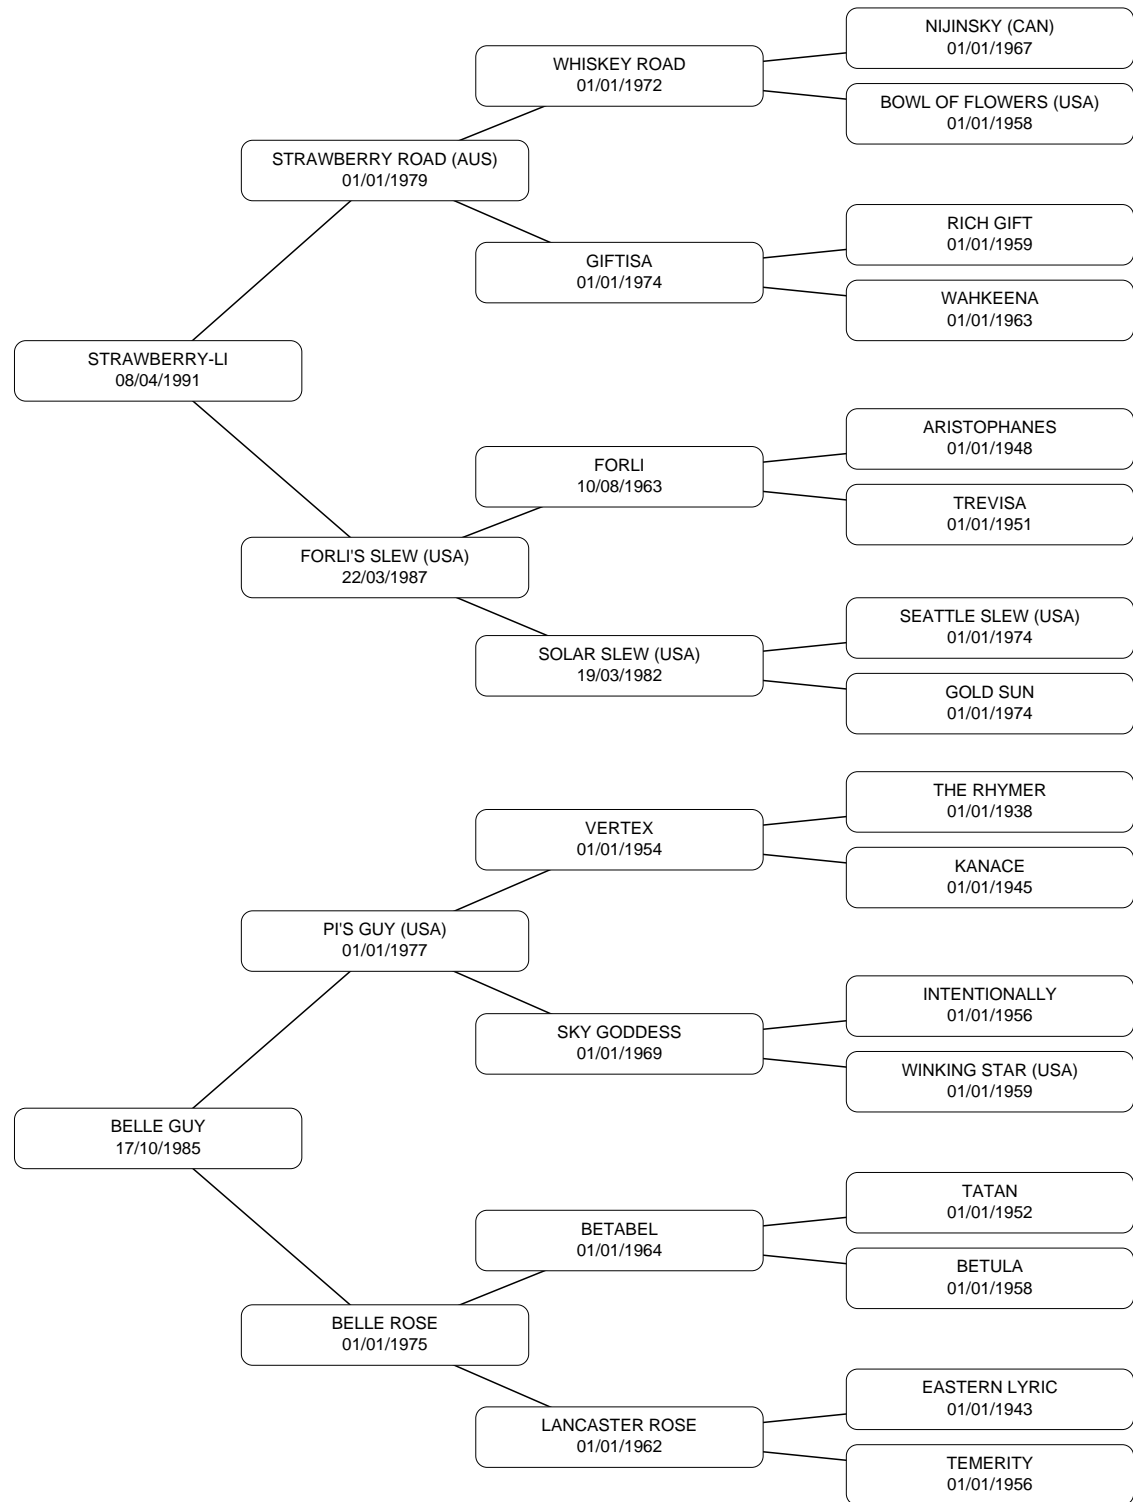 NIJINSKY (CAN)
01/01/1967
WHISKEY ROAD
01/01/1972
BOWL OF FLOWERS (USA)
01/01/1958
STRAWBERRY ROAD (AUS)
01/01/1979
RICH GIFT
01/01/1959
GIFTISA
01/01/1974
WAHKEENA
01/01/1963
STRAWBERRY-LI
08/04/1991
ARISTOPHANES
01/01/1948
FORLI
10/08/1963
TREVISA
01/01/1951
FORLI'S SLEW (USA)
22/03/1987
SEATTLE SLEW (USA)
01/01/1974
SOLAR SLEW (USA)
19/03/1982
GOLD SUN
01/01/1974
THE RHYMER
01/01/1938
VERTEX
01/01/1954
KANACE
01/01/1945
PI'S GUY (USA)
01/01/1977
INTENTIONALLY
01/01/1956
SKY GODDESS
01/01/1969
WINKING STAR (USA)
01/01/1959
BELLE GUY
17/10/1985
TATAN
01/01/1952
BETABEL
01/01/1964
BETULA
01/01/1958
BELLE ROSE
01/01/1975
EASTERN LYRIC
01/01/1943
LANCASTER ROSE
01/01/1962
TEMERITY
01/01/1956